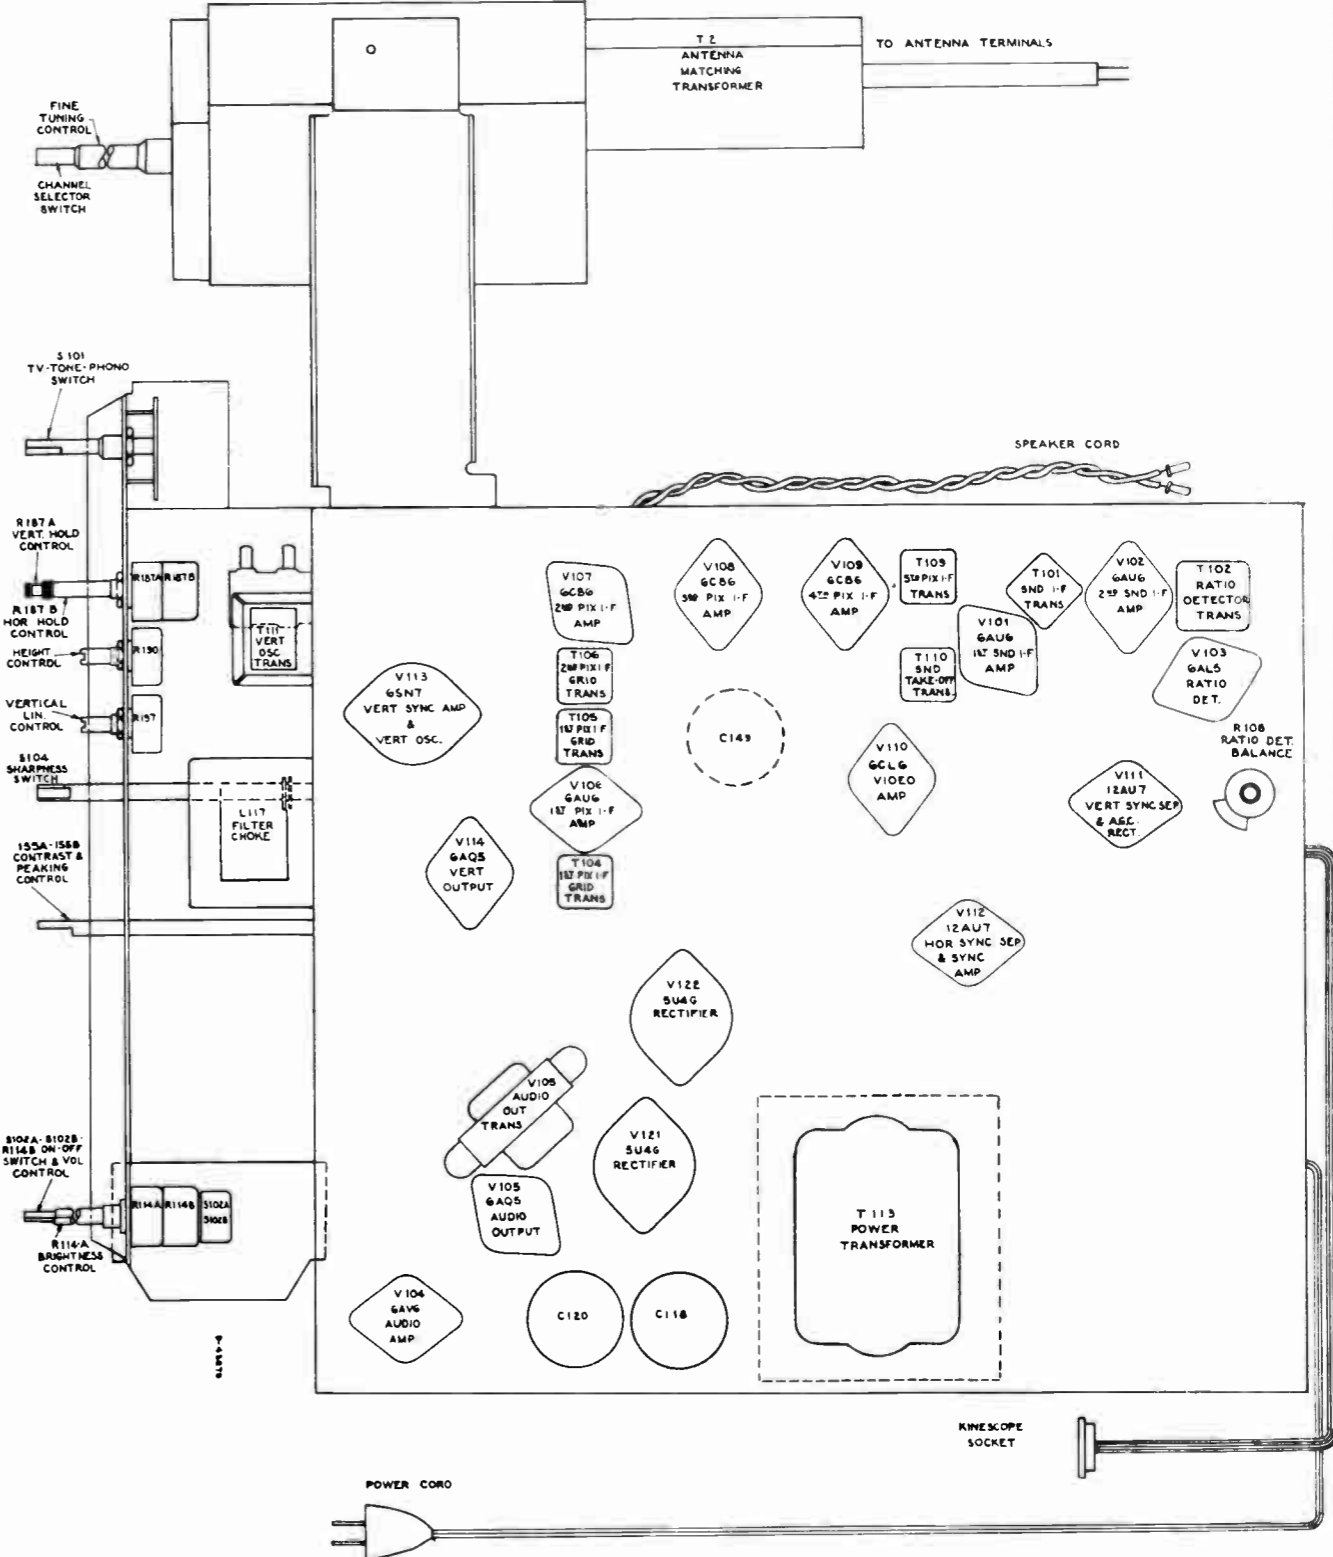 T 2
ANTENNA
MATCHING
TRANSFORMER
TO ANTENNA TERMINALS
FINE
TUNING
CONTROL
CHANNEL
SELECTOR
SWITCH
S 101
TV-TONE-PHONO
SWITCH
SPEAKER CORD
R187 A
VERT. HOLD
CONTROL
R187A
R187B
R187 B
HOR HOLD
CONTROL
HEIGHT
CONTROL
R190
VERTICAL
LIN.
CONTROL
R197
T111
VERT
OSC
TRANS
S104
SHARPNESS
SWITCH
L117
FILTER
CHOKE
155A-156B
CONTRAST &
PEAKING
CONTROL
V107
6CB6
2ND PIX I-F
AMP
V108
6CB6
3RD PIX I-F
AMP
V109
6CB6
4TH PIX I-F
AMP
T109
5TH PIX I-F
TRANS
T101
SND I-F
TRANS
V102
6AU6
2ND SND I-F
AMP
T102
RATIO
DETECTOR
TRANS
V101
6AU6
1ST SND I-F
AMP
T110
SND
TAKE-OFF
TRANS
V103
6AL5
RATIO
DET.
T106
2ND PIX I-F
GRID
TRANS
T105
1ST PIX I-F
GRID
TRANS
V113
6SN7
VERT SYNC AMP
&
VERT OSC.
C149
R108
RATIO DET.
BALANCE
V110
6CL6
VIDEO
AMP
V111
12AU7
VERT SYNC SEP
& A.G.C.
RECT.
V106
6AU6
1ST PIX I-F
AMP
V114
6AQ5
VERT
OUTPUT
T104
1ST PIX I-F
GRID
TRANS
V112
12AU7
HOR SYNC SEP
& SYNC
AMP
V122
5U4G
RECTIFIER
V105
AUDIO
OUT
TRANS
V121
5U4G
RECTIFIER
V105
6AQ5
AUDIO
OUTPUT
S102A-S102B-
R114B ON-OFF
SWITCH & VOL
CONTROL
R114A
R114B
S102A
S102B
R114-A
BRIGHTNESS
CONTROL
T 113
POWER
TRANSFORMER
V104
6AV6
AUDIO
AMP
C120
C118
KINESCOPE
SOCKET
POWER CORD